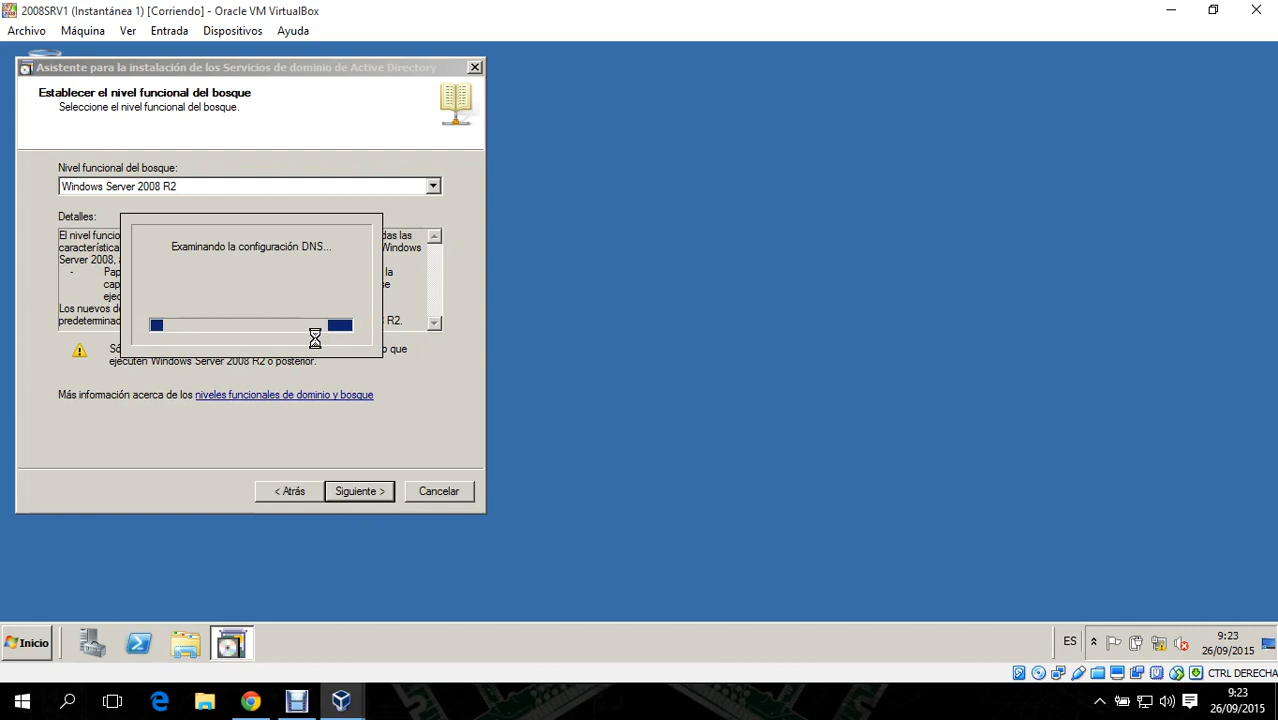 2008SRV1 (Instantánea 1) [Corriendo] - Oracle VM VirtualBox
Archivo Máquina Ver Entrada Dispositivos Ayuda
Asistente para la instalación de los Servicios de dominio de Active Directory
Establecer el nivel funcional del bosque
Seleccione el nivel funcional del bosque.
Nivel funcional del bosque:
Windows Server 2008 R2
Detalles:
El nivel das las
característica Windows
Server 2008,
- la
se
Los nuevos
R2.
Examinando la configuración DNS...
que
ejecuten Windows Server 2008 R2 o posterior.
Más información acerca de los niveles funcionales de dominio y bosque
< Atrás Siguiente > Cancelar
Inicio ES 9:23
26/09/2015
CTRL DERECHA
9:23
26/09/2015